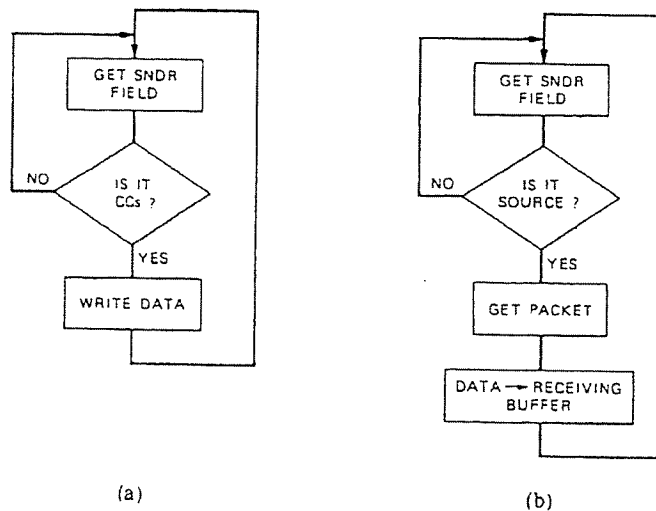 GET SNDR
FIELD
NO
IS IT
CCs ?
YES
WRITE DATA
(a)
GET SNDR
FIELD
NO
IS IT
SOURCE ?
YES
GET PACKET
DATA → RECEIVING
BUFFER
(b)